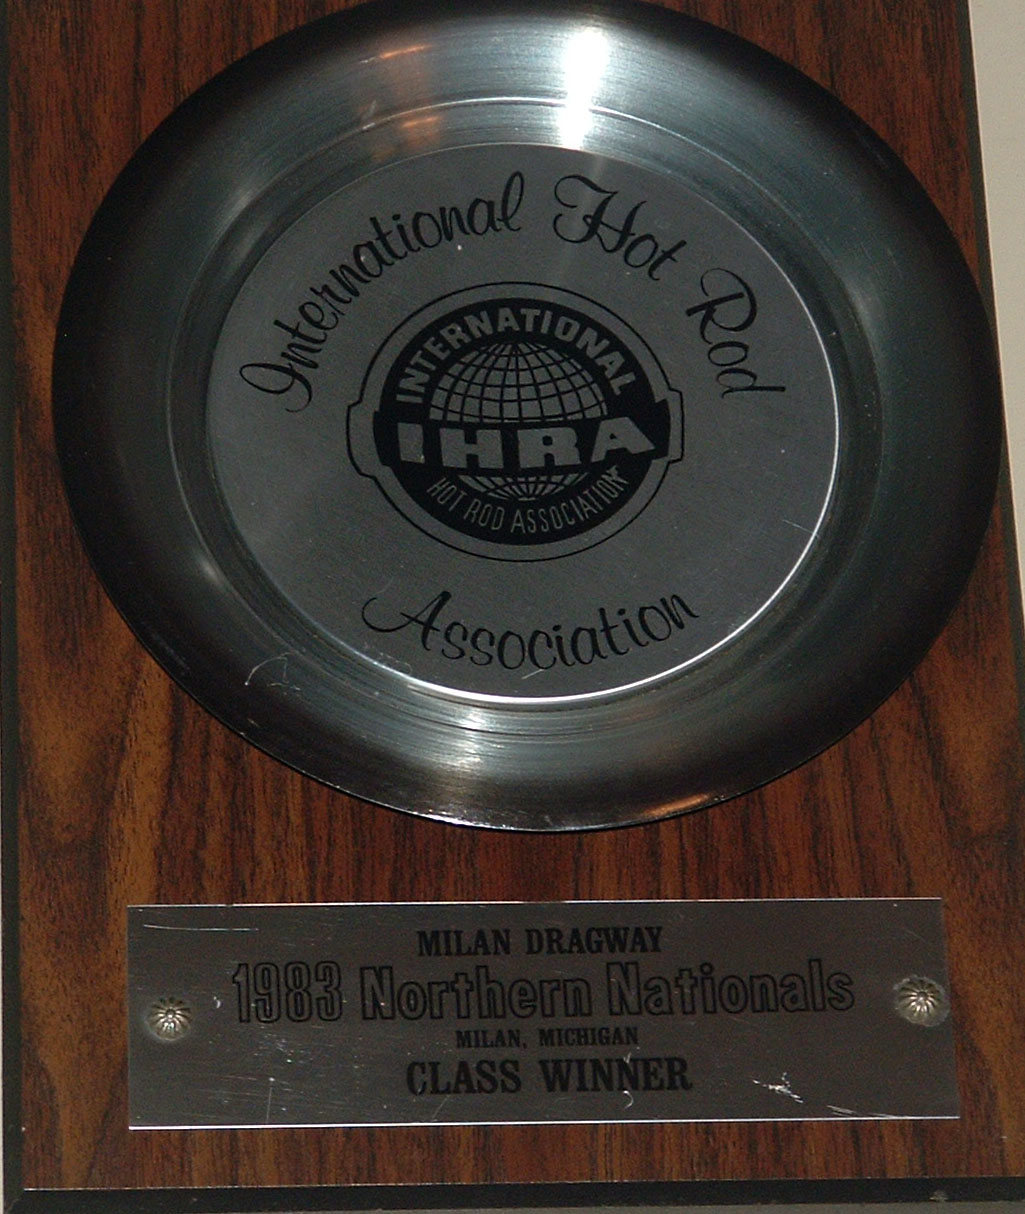 International Hot Rod
INTERNATIONAL
IHRA
HOT ROD ASSOCIATION
Association
MILAN DRAGWAY
1983 Northern Nationals
MILAN, MICHIGAN
CLASS WINNER